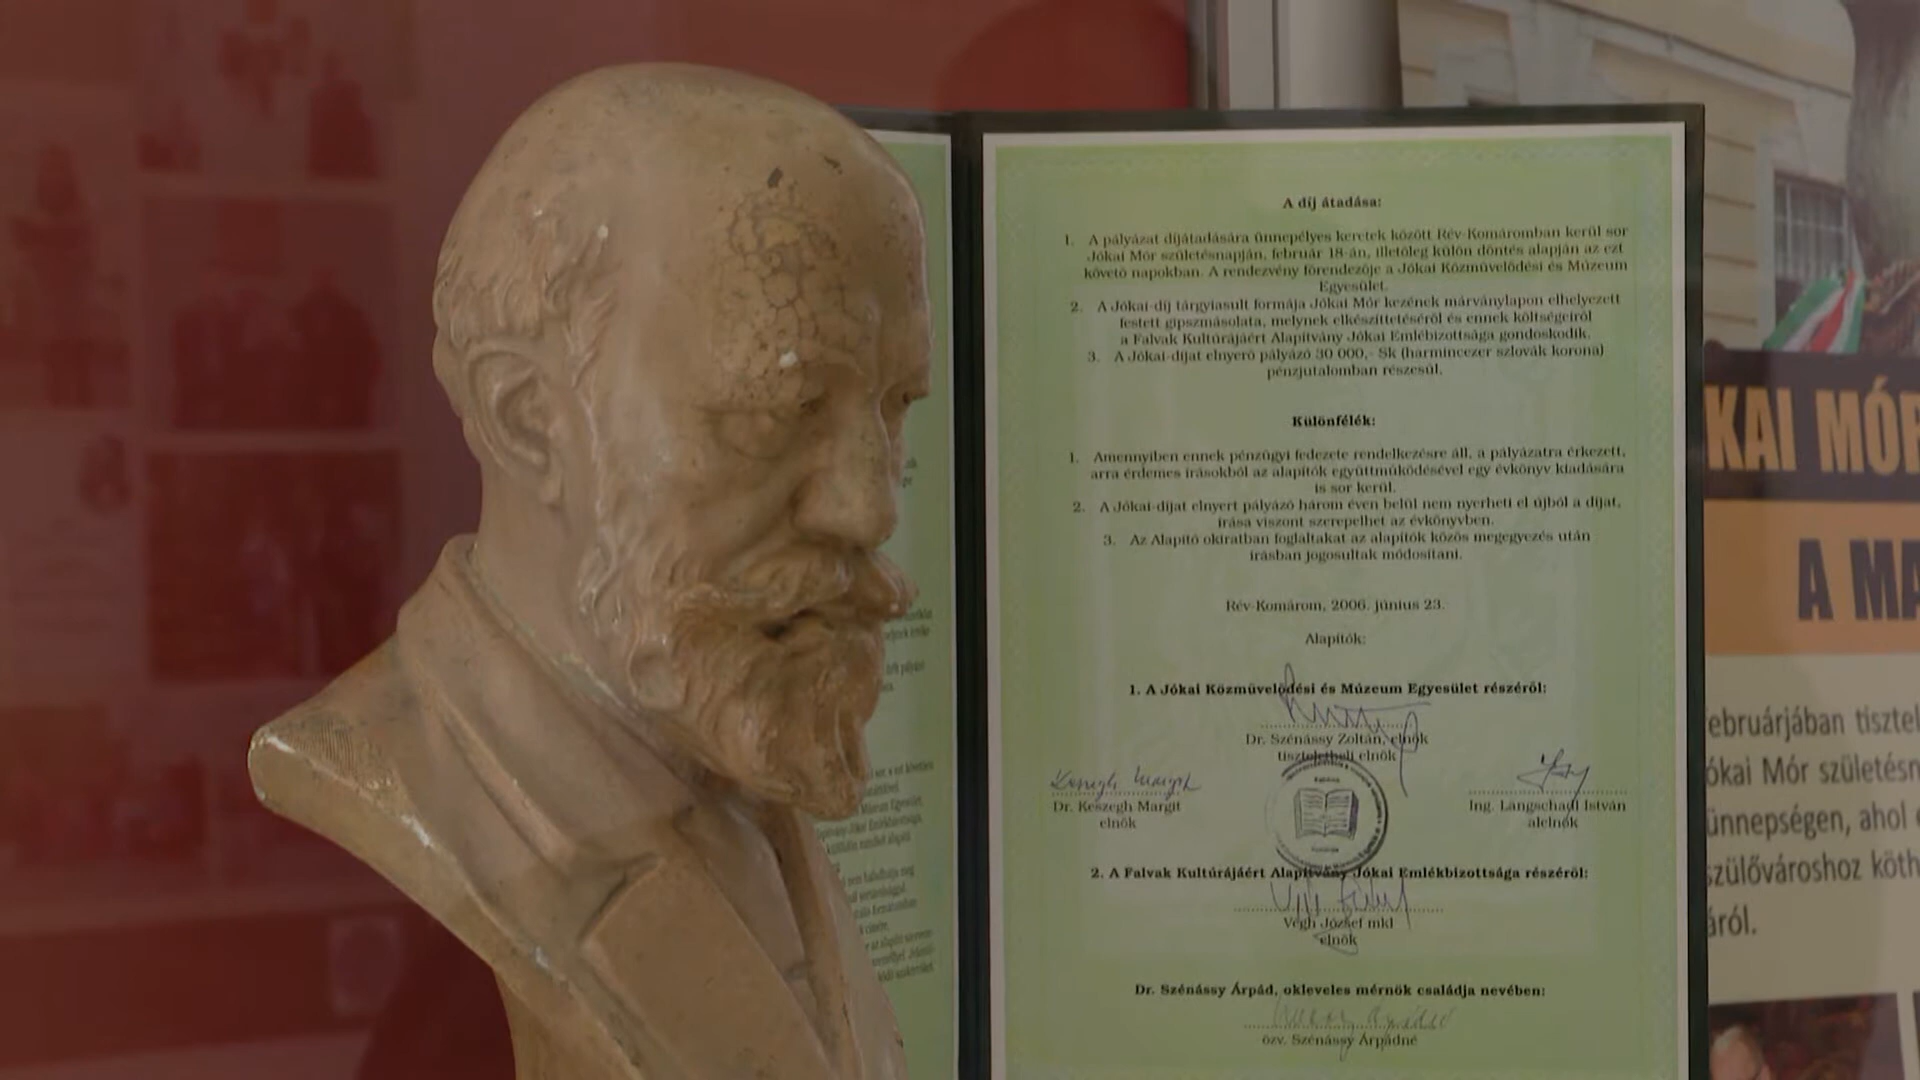 A díj átadása:
1. A pályázat díjátadására ünnepélyes keretek között Rév-Komáromban kerül sor
Jókai Mór születésnapján, február 18-án, illetőleg külön döntés alapján az ezt
követő napokban. A rendezvény főrendezője a Jókai Közművelődési és Múzeum
Egyesület.
2. A Jókai-díj tárgyiasult formája Jókai Mór kezének márványlapon elhelyezett
festett gipszmásolata, melynek elkészíttetéséről és ennek költségeiről
a Falvak Kultúrájáért Alapítvány Jókai Emlébizottsága gondoskodik.
3. A Jókai-díjat elnyerő pályázó 30 000,- Sk (harmincezer szlovák korona)
pénzjutalomban részesül.
Különfélék:
1. Amennyiben ennek pénzügyi fedezete rendelkezésre áll, a pályázatra érkezett,
arra érdemes írásokból az alapítók együttműködésével egy évkönyv kiadására
is sor kerül.
2. A Jókai-díjat elnyert pályázó három éven belül nem nyerheti el újból a díjat,
írása viszont szerepelhet az évkönyvben.
3. Az Alapító okiratban foglaltakat az alapítók közös megegyezés után
írásban jogosultak módosítani.
Rév-Komárom, 2006. június 23.
Alapítók:
1. A Jókai Közművelődési és Múzeum Egyesület részéről:
Dr. Szénássy Zoltán, elnök
tiszteletbeli elnök
Dr. Keszegh Margit
elnök
Ing. Langschadl István
alelnök
2. A Falvak Kultúrájáért Alapítvány Jókai Emlékbizottsága részéről:
Végh József mkl
elnök
Dr. Szénássy Árpád, okleveles mérnök családja nevében:
özv. Szénássy Árpádné
KAI MÓR
A MA
ebruárjában tisztel
ókai Mór születésn
ünnepségen, ahol
szülővároshoz köth
áról.